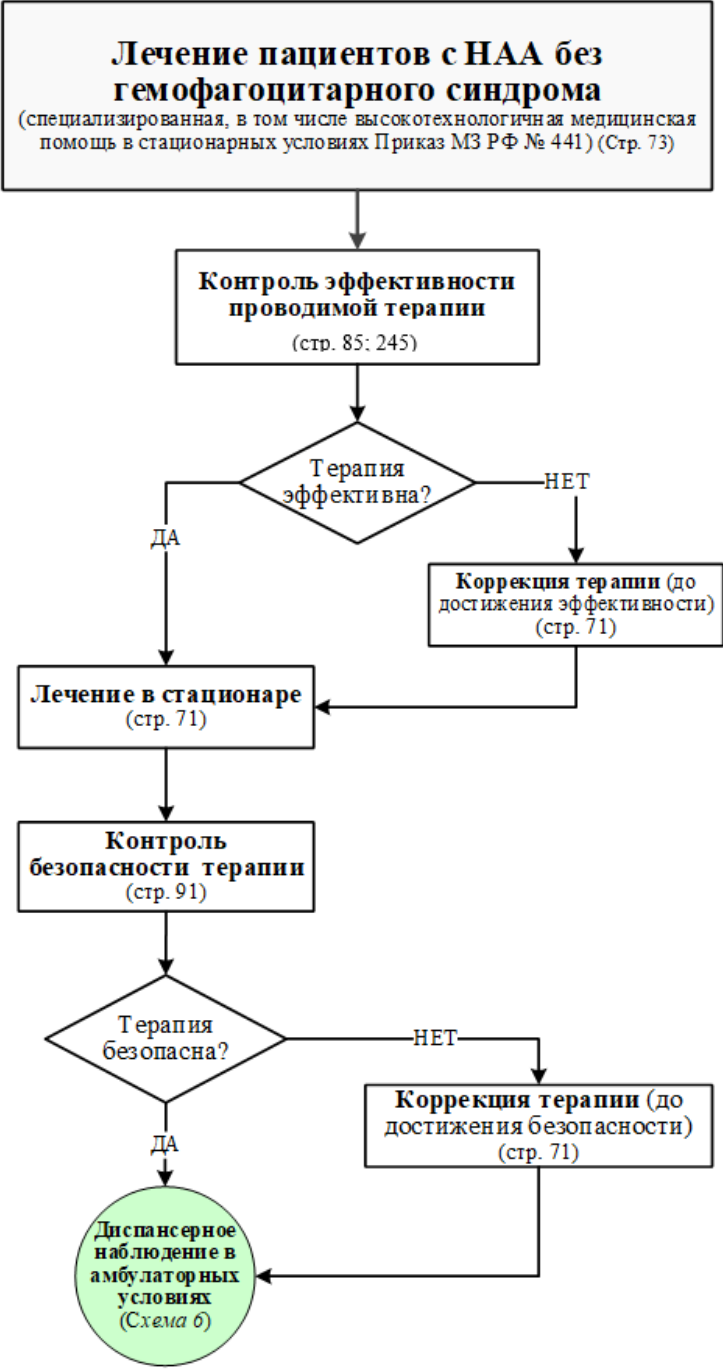 Лечение пациентов с НАА без
гемофагоцитарного синдрома
(специализированная, в том числе высокотехнологичная медицинская
помощь в стационарных условиях Приказ МЗ РФ № 441) (Стр. 73)
Контроль эффективности
проводимой терапии
(стр. 85; 245)
Терапия
эффективна?
НЕТ
ДА
Коррекция терапии (до
достижения эффективности)
(стр. 71)
Лечение в стационаре
(стр. 71)
Контроль
безопасности терапии
(стр. 91)
Терапия
безопасна?
НЕТ
Коррекция терапии (до
достижения безопасности)
(стр. 71)
ДА
Диспансерное
наблюдение в
амбулаторных
условиях
(Схема 6)